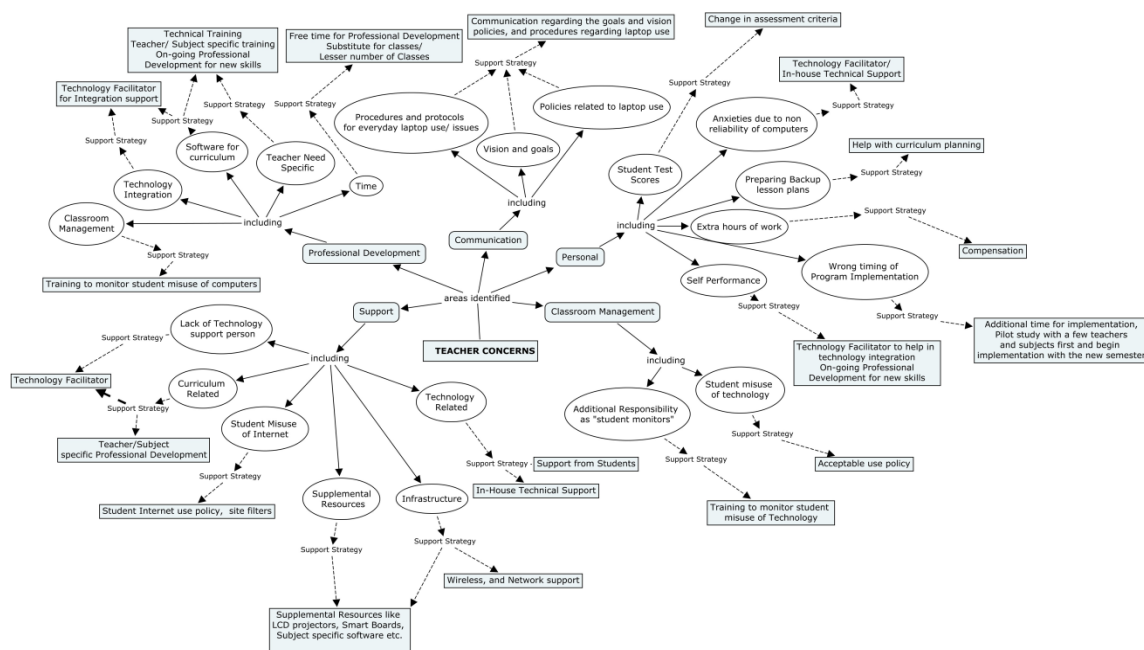 Technical Training
Teacher/ Subject specific training
On-going Professional
Development for new skills
Free time for Professional Development
Substitute for classes/
Lesser number of Classes
Communication regarding the goals and vision
policies, and procedures regarding laptop use
Change in assessment criteria
Technology Facilitator/
In-house Technical Support
Technology Facilitator
for Integration support
Support Strategy
Support Strategy
Support Strategy
Support Strategy
Support Strategy
Support Strategy
Support Strategy
Software for
curriculum
Teacher Need
Specific
Time
Technology
Integration
Classroom
Management
including
Support Strategy
Training to monitor student misuse of computers
Professional Development
Procedures and protocols
for everyday laptop use/ issues
Vision and goals
Policies related to laptop use
including
Communication
Student Test
Scores
Anxieties due to non
reliability of computers
Help with curriculum planning
Support Strategy
Preparing Backup
lesson plans
Extra hours of work
Support Strategy
Compensation
including
Personal
Self Performance
Wrong timing of
Program Implementation
Support Strategy
Support Strategy
Additional time for implementation,
Pilot study with a few teachers
and subjects first and begin
implementation with the new semester
Technology Facilitator to help in
technology integration
On-going Professional
Development for new skills
areas identified
Support
Classroom Management
TEACHER CONCERNS
Lack of Technology
support person
Support Strategy
including
Technology Facilitator
Curriculum
Related
Support Strategy
Teacher/Subject
specific Professional Development
Student Misuse
of Internet
Support Strategy
Student Internet use policy,  site filters
Technology
Related
Support Strategy
Support from Students
In-House Technical Support
Supplemental
Resources
Infrastructure
Support Strategy
Support Strategy
Wireless, and Network support
Supplemental Resources like
LCD projectors, Smart Boards,
Subject specific software etc.
including
Additional Responsibility
as "student monitors"
Student misuse
of technology
Support Strategy
Acceptable use policy
Support Strategy
Training to monitor student
misuse of Technology